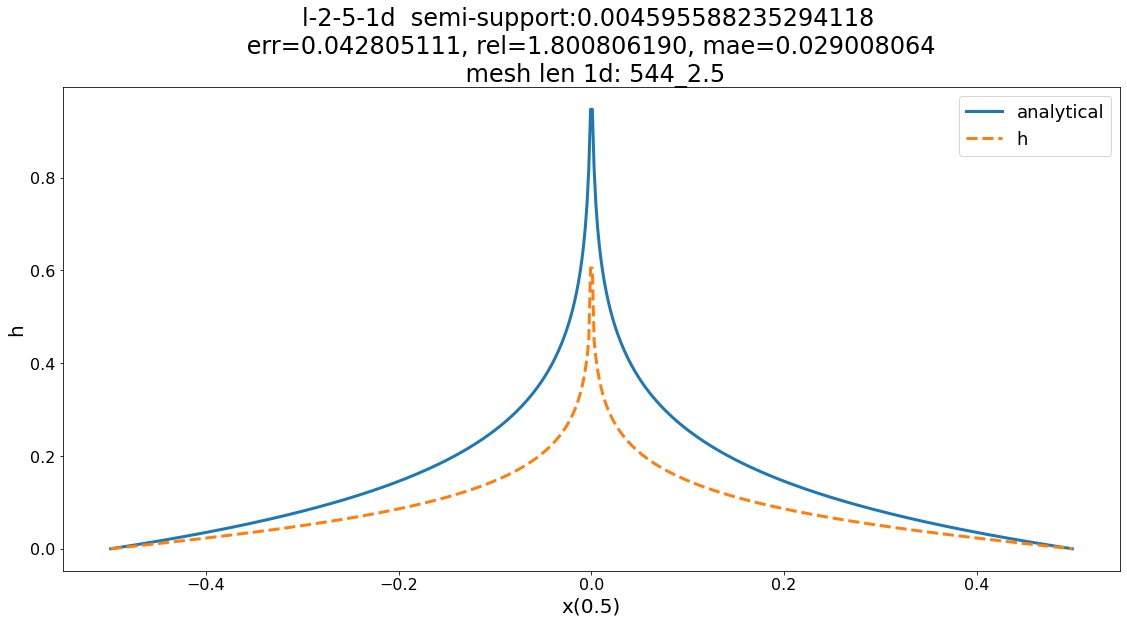 l-2-5-1d  semi-support:0.004595588235294118
err=0.042805111, rel=1.800806190, mae=0.029008064
mesh len 1d: 544_2.5
analytical
h
0.8
0.6
0.4
0.2
0.0
h
−0.4
−0.2
0.0
0.2
0.4
x(0.5)